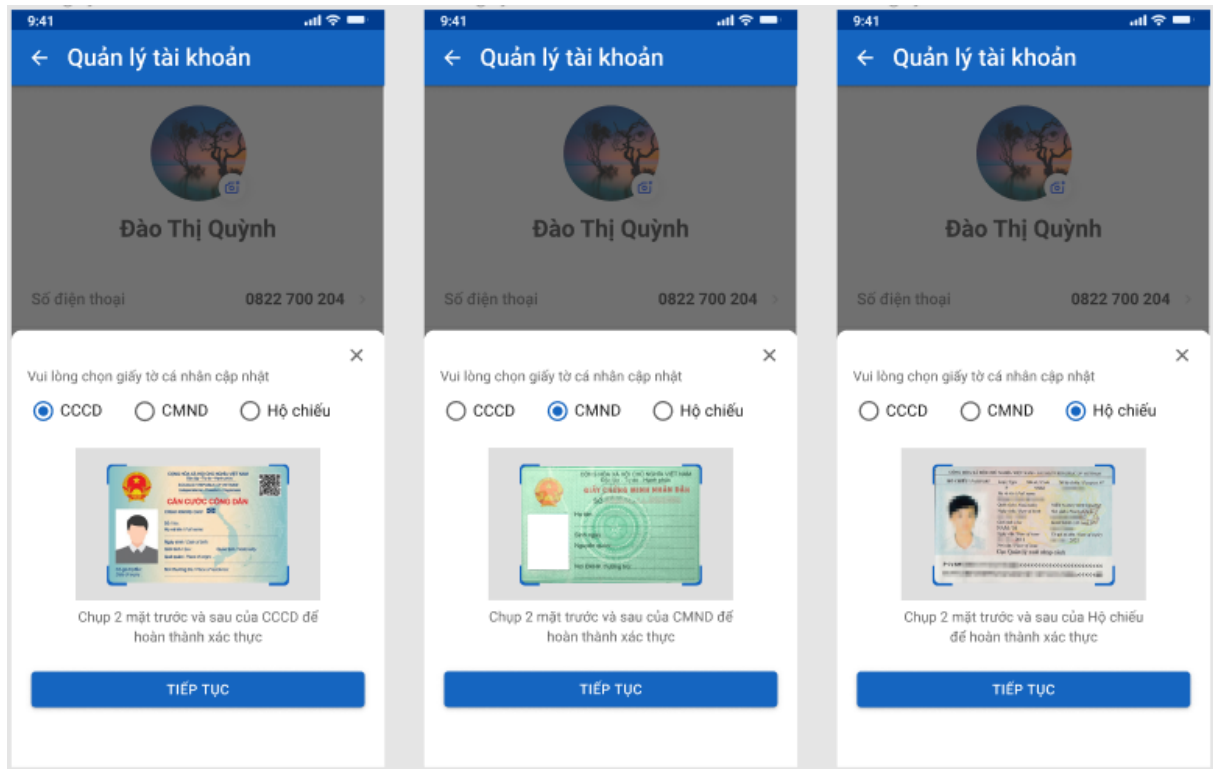 9:41
Quản lý tài khoản
Đào Thị Quỳnh
Số điện thoại 0822 700 204
Vui lòng chọn giấy tờ cá nhân cập nhật
CCCD CMND Hộ chiếu
CĂN CƯỚC CÔNG DÂN
Chụp 2 mặt trước và sau của CCCD để
hoàn thành xác thực
TIẾP TỤC
9:41
Quản lý tài khoản
Đào Thị Quỳnh
Số điện thoại 0822 700 204
Vui lòng chọn giấy tờ cá nhân cập nhật
CCCD CMND Hộ chiếu
GIẤY CHỨNG MINH NHÂN DÂN
Chụp 2 mặt trước và sau của CMND để
hoàn thành xác thực
TIẾP TỤC
9:41
Quản lý tài khoản
Đào Thị Quỳnh
Số điện thoại 0822 700 204
Vui lòng chọn giấy tờ cá nhân cập nhật
CCCD CMND Hộ chiếu
Chụp 2 mặt trước và sau của Hộ chiếu
để hoàn thành xác thực
TIẾP TỤC